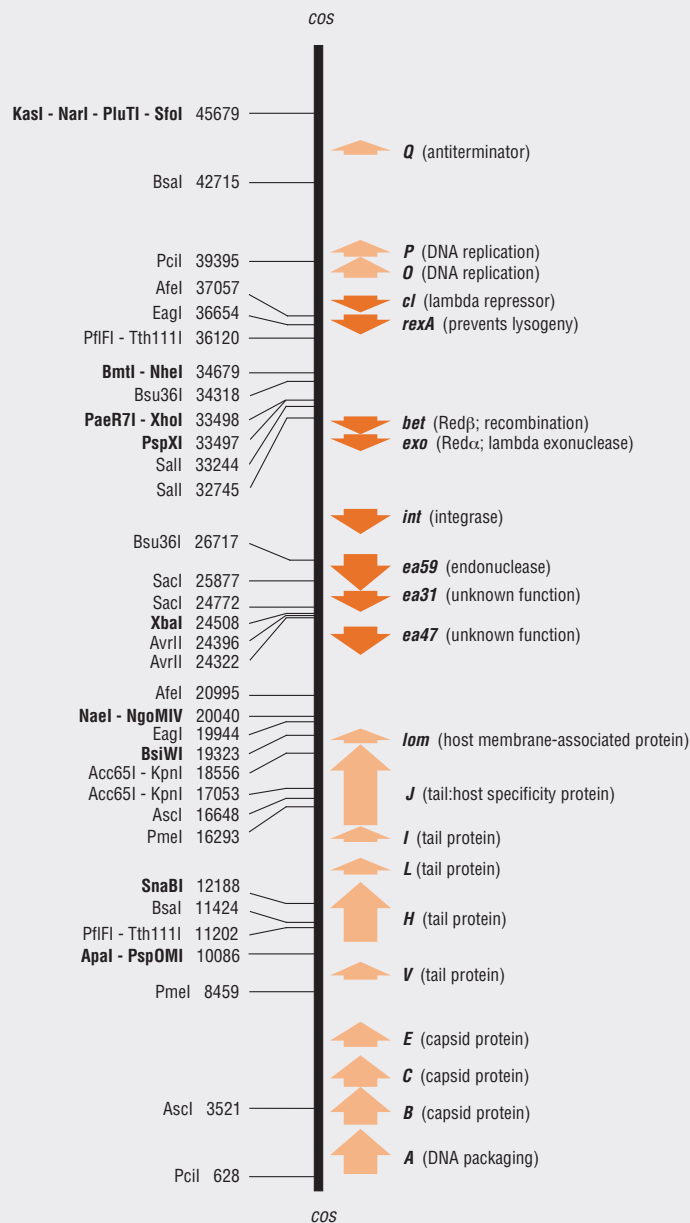 cos
KasI - NarI - PluTI - SfoI 45679
Q (antiterminator)
BsaI 42715
P (DNA replication)
PciI 39395
O (DNA replication)
AfeI 37057
cI (lambda repressor)
EagI 36654
rexA (prevents lysogeny)
PflFI - Tth111I 36120
BmtI - NheI 34679
Bsu36I 34318
PaeR7I - XhoI 33498
bet (Redβ; recombination)
PspXI 33497
exo (Redα; lambda exonuclease)
SalI 33244
SalI 32745
int (integrase)
Bsu36I 26717
ea59 (endonuclease)
SacI 25877
ea31 (unknown function)
SacI 24772
XbaI 24508
ea47 (unknown function)
AvrII 24396
AvrII 24322
AfeI 20995
NaeI - NgoMIV 20040
EagI 19944
lom (host membrane-associated protein)
BsiWI 19323
Acc65I - KpnI 18556
Acc65I - KpnI 17053
J (tail:host specificity protein)
AscI 16648
PmeI 16293
I (tail protein)
L (tail protein)
SnaBI 12188
BsaI 11424
H (tail protein)
PflFI - Tth111I 11202
ApaI - PspOMI 10086
V (tail protein)
PmeI 8459
E (capsid protein)
C (capsid protein)
AscI 3521
B (capsid protein)
A (DNA packaging)
PciI 628
cos